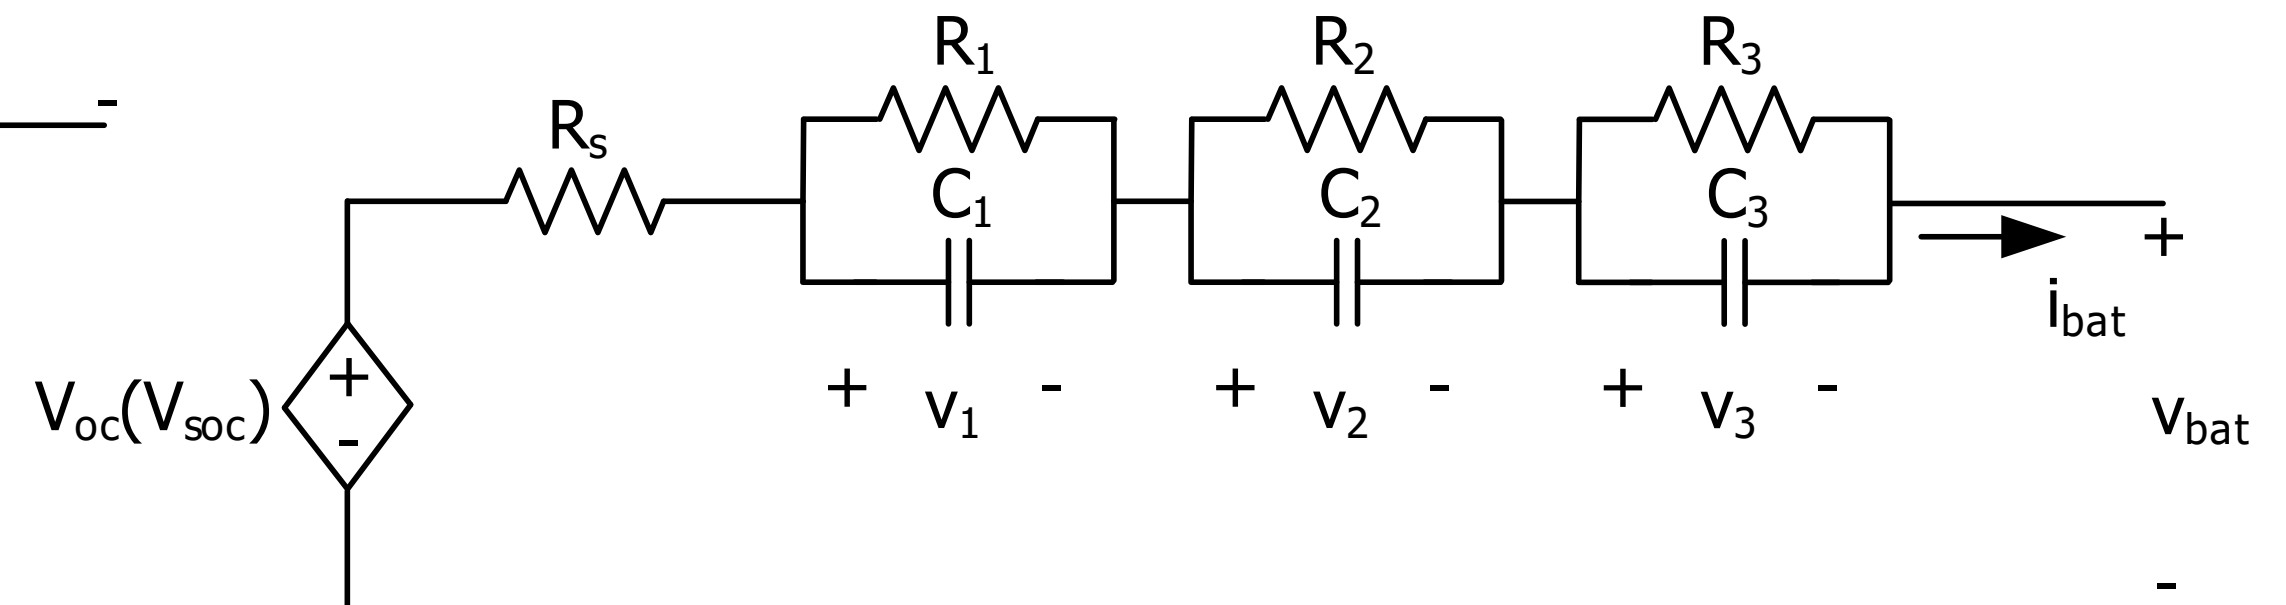 R1 R2 R3
-
Rs
C1 C2 C3
+
ibat
+
-
Voc(Vsoc)
+ v1 - + v2 - + v3 -
vbat
-